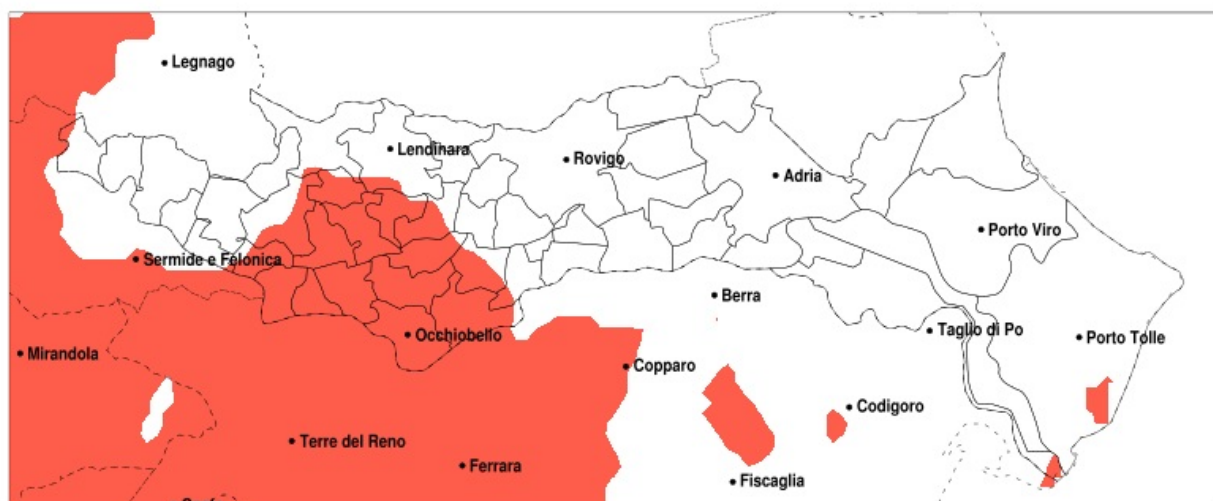 Legnago
Lendinara
Rovigo
Adria
Porto Viro
Sermide e Felonica
Berra
Occhiobello
Taglio di Po
Porto Tolle
Mirandola
Copparo
Codigoro
Terre del Reno
Ferrara
Fiscaglia